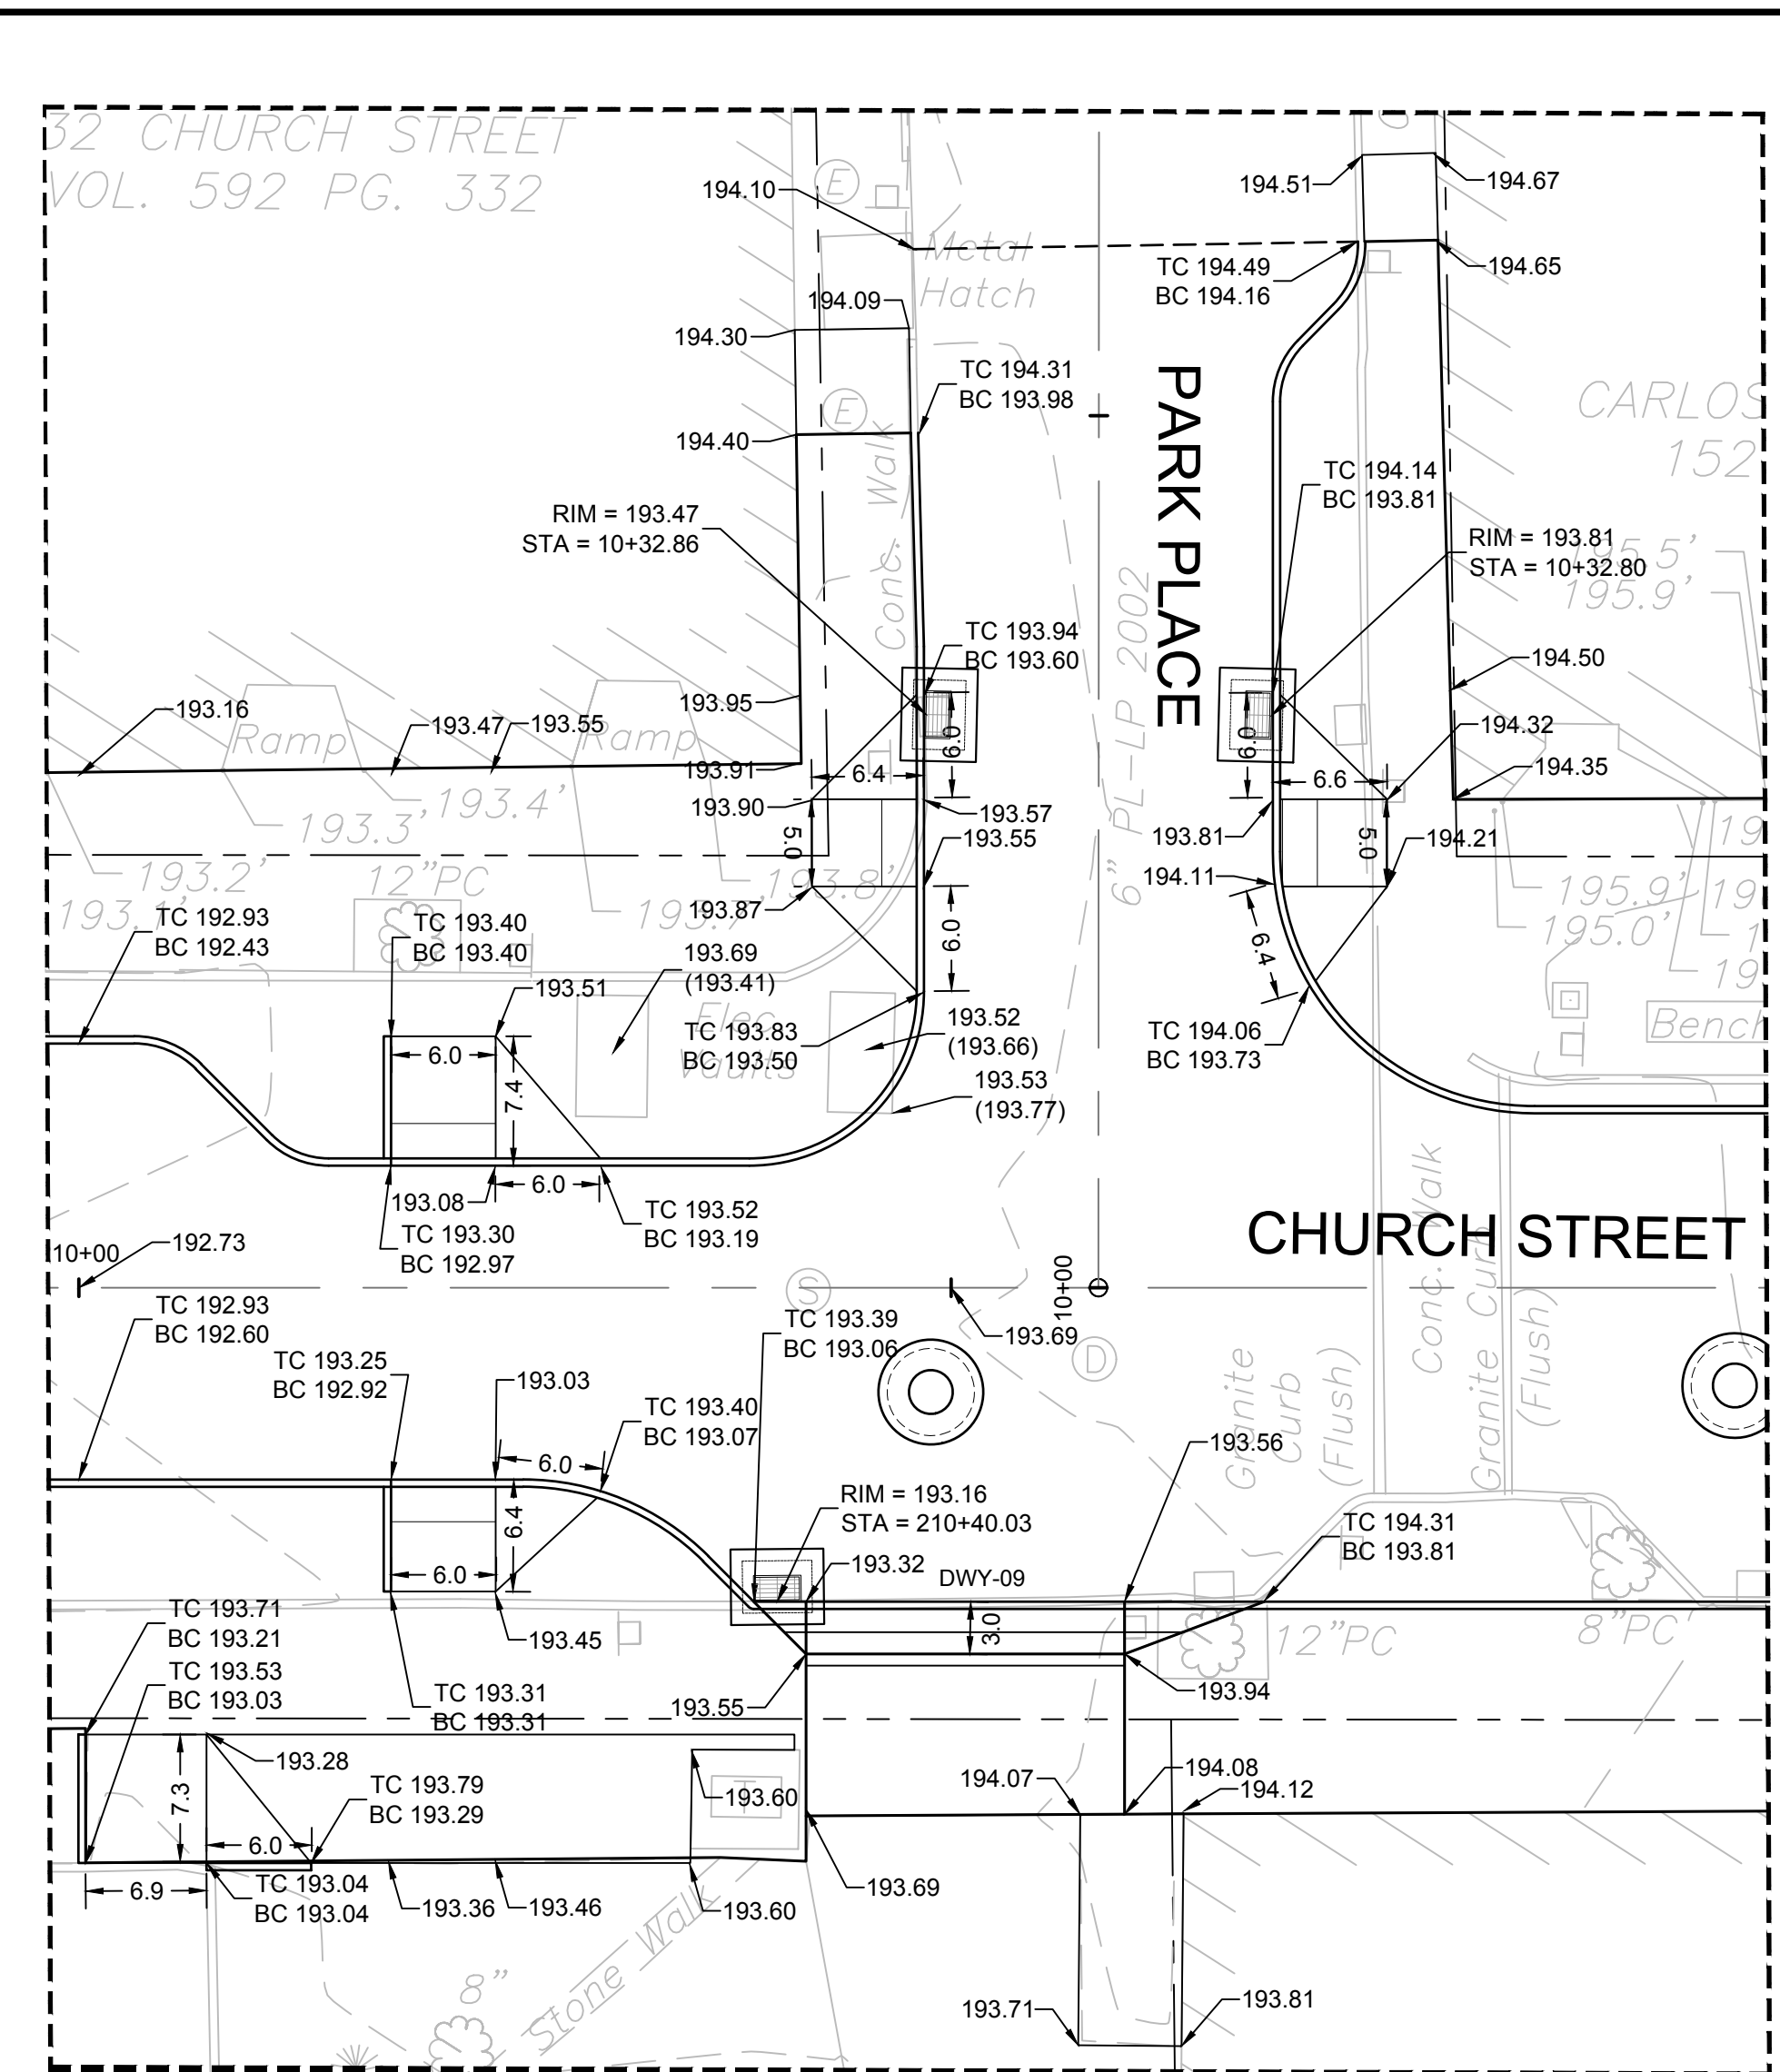 32 CHURCH STREET
VOL. 592 PG. 332
194.10
E
194.51
194.67
Metal
Hatch
TC 194.49
BC 194.16
194.65
194.09
194.30
TC 194.31
BC 193.98
PARK PLACE
CARLOS
152
E
194.40
Conc. Walk
TC 194.14
BC 193.81
RIM = 193.47
STA = 10+32.86
RIM = 193.81
STA = 10+32.80
195.5'
195.9'
6" PL-LP 2002
TC 193.94
BC 193.60
194.50
193.16
193.47
193.55
193.95
Ramp
Ramp
6.0
6.0
194.32
193.91
6.4
6.6
194.35
193.90
193.4'
193.3'
193.57
193.81
5.0
193.55
5.0
194.21
193.2'
12"PC
193.8'
194.11
195.9'
193.1'
193.87
195.0'
TC 192.93
BC 192.43
TC 193.40
BC 193.40
6.0
6.4
193.69
(193.41)
193.51
Elec
Vaults
TC 193.83
BC 193.50
193.52
(193.66)
TC 194.06
BC 193.73
Bench
6.0
7.4
193.53
(193.77)
6.0
193.08
TC 193.52
BC 193.19
TC 193.30
BC 192.97
CHURCH STREET
10+00
192.73
S
10+00
193.69
TC 192.93
BC 192.60
TC 193.39
BC 193.06
D
Conc. Walk
Granite Curb
(Flush)
Granite
Curb
(Flush)
TC 193.25
BC 192.92
193.03
TC 193.40
BC 193.07
6.0
193.56
6.4
RIM = 193.16
STA = 210+40.03
TC 194.31
BC 193.81
6.0
193.32
DWY-09
3.0
TC 193.71
BC 193.21
193.45
12"PC
8"PC
TC 193.53
BC 193.03
TC 193.31
BC 193.31
193.55
193.94
193.28
7.3
TC 193.79
BC 193.29
T
193.60
194.07
194.08
194.12
6.0
6.9
TC 193.04
BC 193.04
193.36
193.46
193.60
193.69
Stone Walk
8"
193.71
193.81